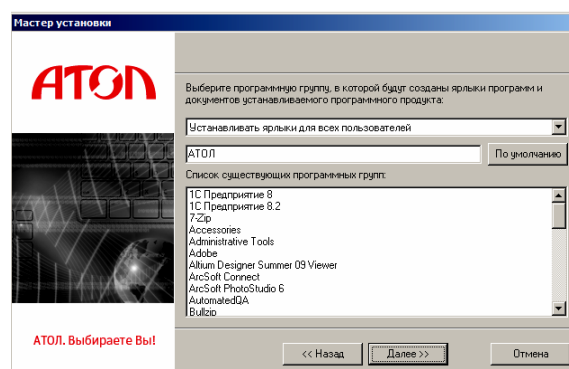 Мастер установки
АТОЛ
Выберите программную группу, в которой будут созданы ярлыки программ и
документов устанавливаемого программного продукта:
Устанавливать ярлыки для всех пользователей
АТОЛ
По умолчанию
Список существующих программных групп:
1С Предприятие 8
1С Предприятие 8.2
7-Zip
Accessories
Administrative Tools
Adobe
Altium Designer Summer 09 Viewer
ArcSoft Connect
ArcSoft PhotoStudio 6
AutomatedQA
Bullzip
АТОЛ. Выбираете Вы!
<< Назад
Далее >>
Отмена